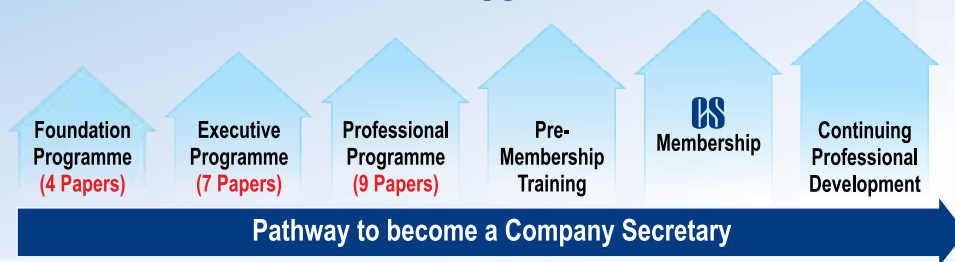 Foundation
Programme
(4 Papers)
Executive
Programme
(7 Papers)
Professional
Programme
(9 Papers)
Pre-
Membership
Training
CS
Membership
Continuing
Professional
Development
Pathway to become a Company Secretary